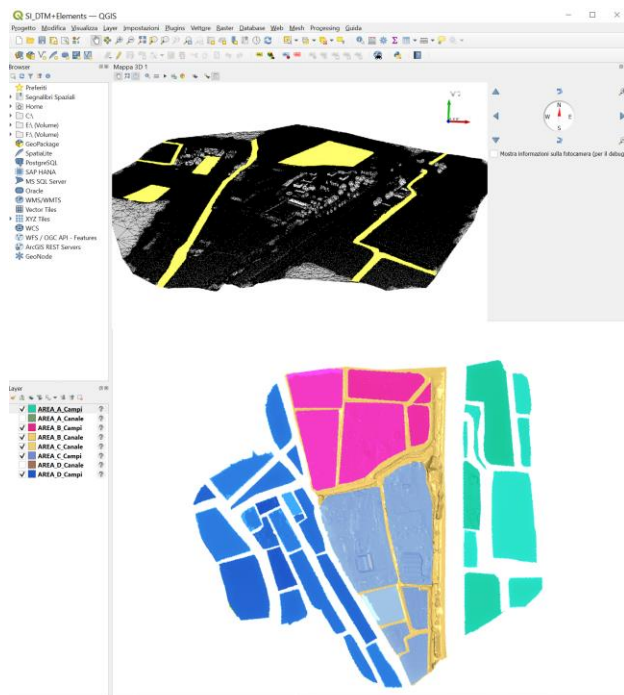 SI_DTM+Elements — QGIS
Progetto Modifica Visualizza Layer Impostazioni Plugins Vettore Raster Database Web Mesh Processing Guida
Browser
Mappa 3D 1
Preferiti
Segnalibri Spaziali
Home
C:\
E:\ (Volume)
F:\ (Volume)
GeoPackage
SpatiaLite
PostgreSQL
SAP HANA
MS SQL Server
Oracle
WMS/WMTS
Vector Tiles
XYZ Tiles
WCS
WFS / OGC API - Features
ArcGIS REST Servers
GeoNode
N
W E
S
Mostra informazioni sulla fotocamera (per il debug
Layer
AREA_A_Campi
AREA_A_Canale
AREA_B_Campi
AREA_B_Canale
AREA_C_Canale
AREA_C_Campi
AREA_D_Canale
AREA_D_Campi